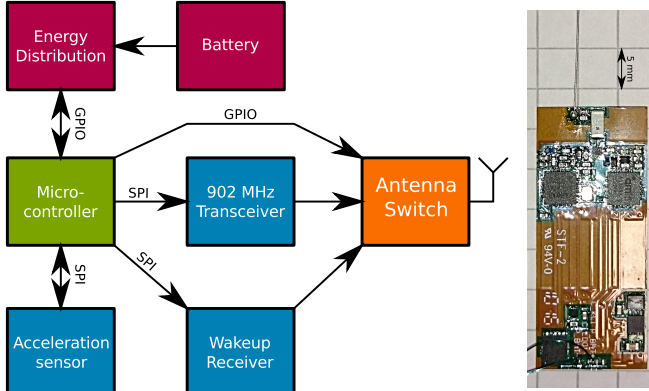 Energy
Distribution
Battery
GPIO
GPIO
Micro-
controller
SPI
902 MHz
Transceiver
Antenna
Switch
SPI
SPI
Acceleration
sensor
Wakeup
Receiver
5 mm
STF-2
94V-0